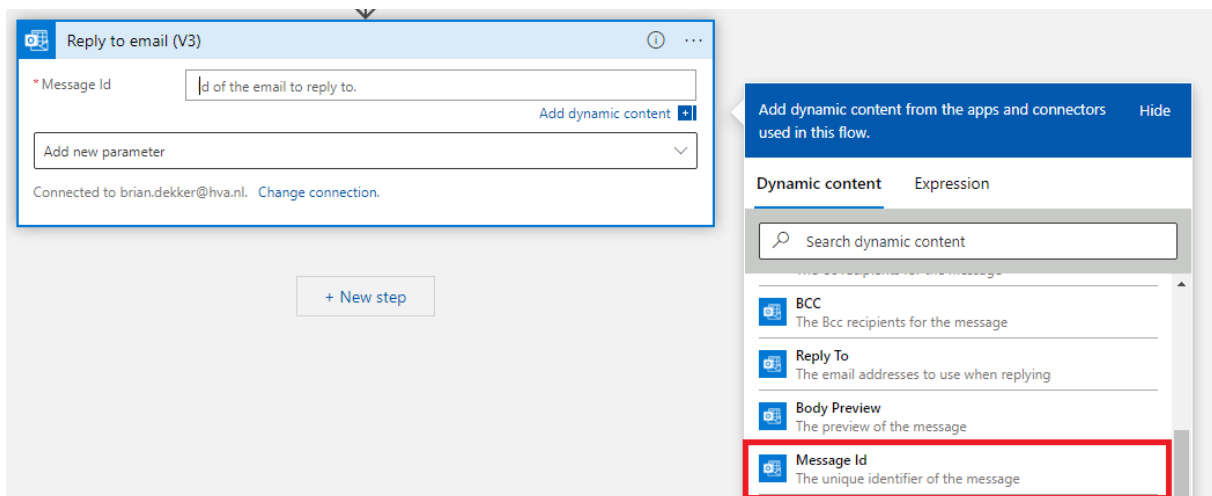 Reply to email (V3)
* Message Id
Id of the email to reply to.
Add dynamic content
Add new parameter
Connected to brian.dekker@hva.nl. Change connection.
+ New step
Add dynamic content from the apps and connectors
used in this flow.
Hide
Dynamic content
Expression
Search dynamic content
BCC
The Bcc recipients for the message
Reply To
The email addresses to use when replying
Body Preview
The preview of the message
Message Id
The unique identifier of the message